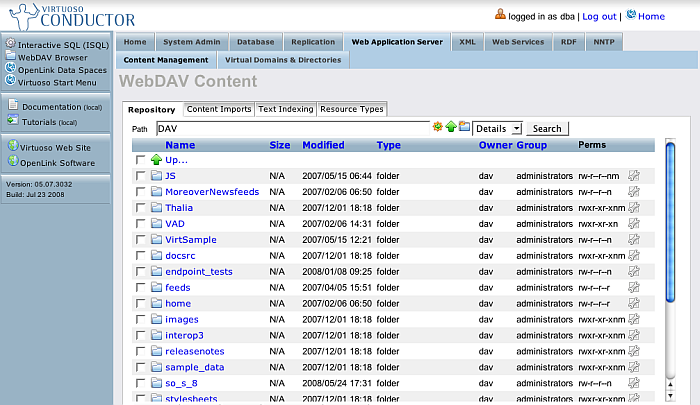 VIRTUOSO
CONDUCTOR
logged in as dba | Log out | Home
Interactive SQL (ISQL)
WebDAV Browser
OpenLink Data Spaces
Virtuoso Start Menu
Documentation (local)
Tutorials (local)
Virtuoso Web Site
OpenLink Software
Version: 05.07.3032
Build: Jul 23 2008
Home System Admin Database Replication Web Application Server XML Web Services RDF NNTP
Content Management Virtual Domains & Directories
WebDAV Content
Repository Content Imports Text Indexing Resource Types
Path DAV Details Search
Name Size Modified Type Owner Group Perms
Up...
JS N/A 2007/05/15 06:44 folder dav administrators rw-r--r--nm
MoreoverNewsfeeds N/A 2007/02/06 06:50 folder dav administrators rw-r--r--n
Thalia N/A 2007/12/01 18:18 folder dav administrators rwxr-xr-xnm
VAD N/A 2007/02/06 14:31 folder dav administrators rwxr-xr-xn
VirtSample N/A 2007/05/15 12:21 folder dav administrators rw-r--r--n
docsrc N/A 2007/12/01 18:18 folder dav administrators rwxr-xr-xnm
endpoint_tests N/A 2008/01/08 09:25 folder dav administrators rw-r--r--n
feeds N/A 2007/04/05 15:51 folder dav administrators rw-r--r--r
home N/A 2007/02/06 06:50 folder dav administrators rw-r--r--r
images N/A 2007/12/01 18:18 folder dav administrators rwxr-xr-xnm
interop3 N/A 2007/12/01 18:18 folder dav administrators rwxr-xr-xnm
releasenotes N/A 2007/12/01 18:18 folder dav administrators rwxr-xr-xnm
sample_data N/A 2007/12/01 18:18 folder dav administrators rwxr-xr-xnm
so_s_8 N/A 2008/05/24 17:31 folder dav administrators rw-r--r--n
stylesheets N/A 2007/12/01 18:18 folder dav administrators rwxr-xr-xnm